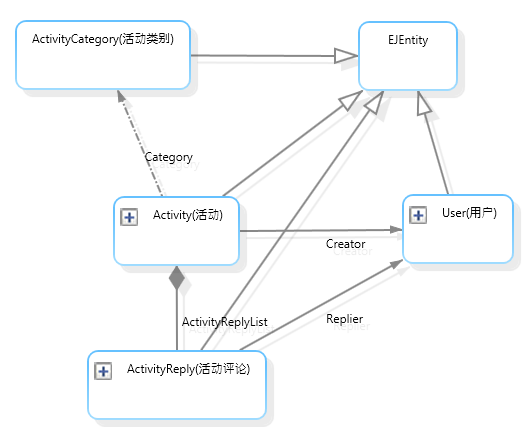 ActivityCategory(活动类别)
EJEntity
Category
Activity(活动)
User(用户)
Creator
ActivityReplyList
Replier
ActivityReply(活动评论)